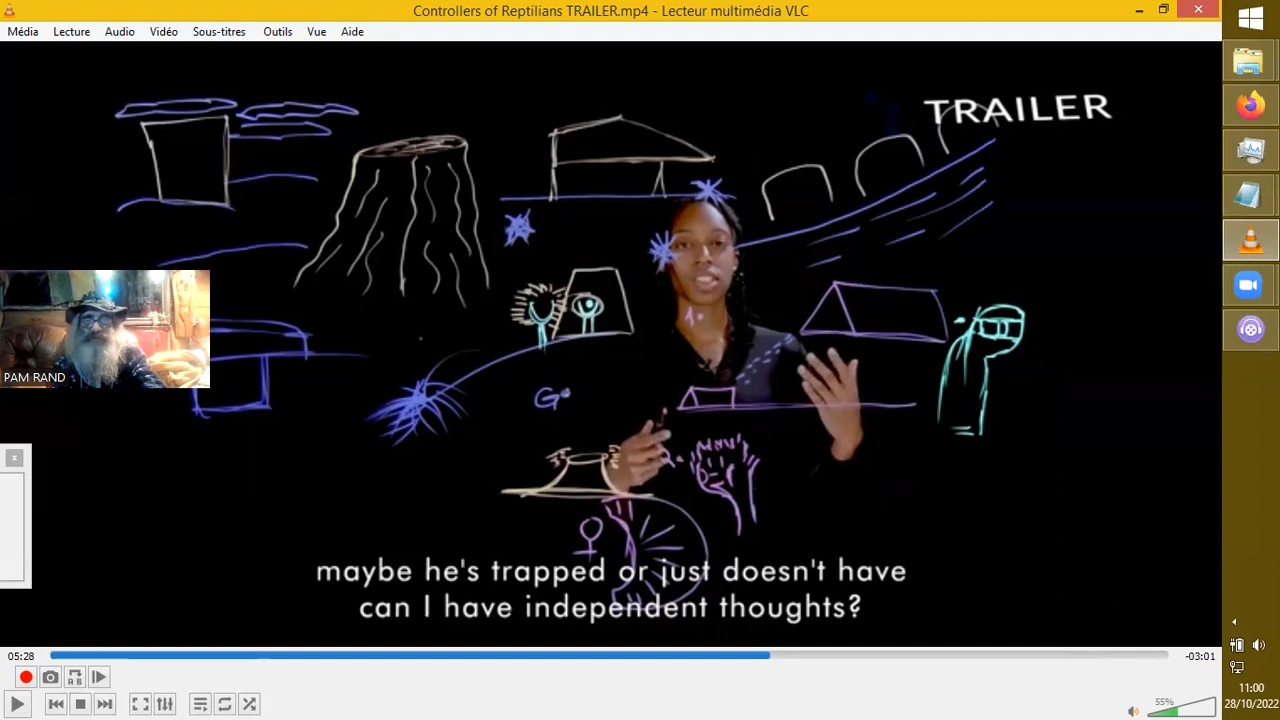 Controllers of Reptilians TRAILER.mp4 - Lecteur multimédia VLC
Média Lecture Audio Vidéo Sous-titres Outils Vue Aide
TRAILER
PAM RAND
1.
G
2.
maybe he's trapped or just doesn't have
can I have independent thoughts?
05:28
-03:01
A B
55%
11:00
28/10/2022